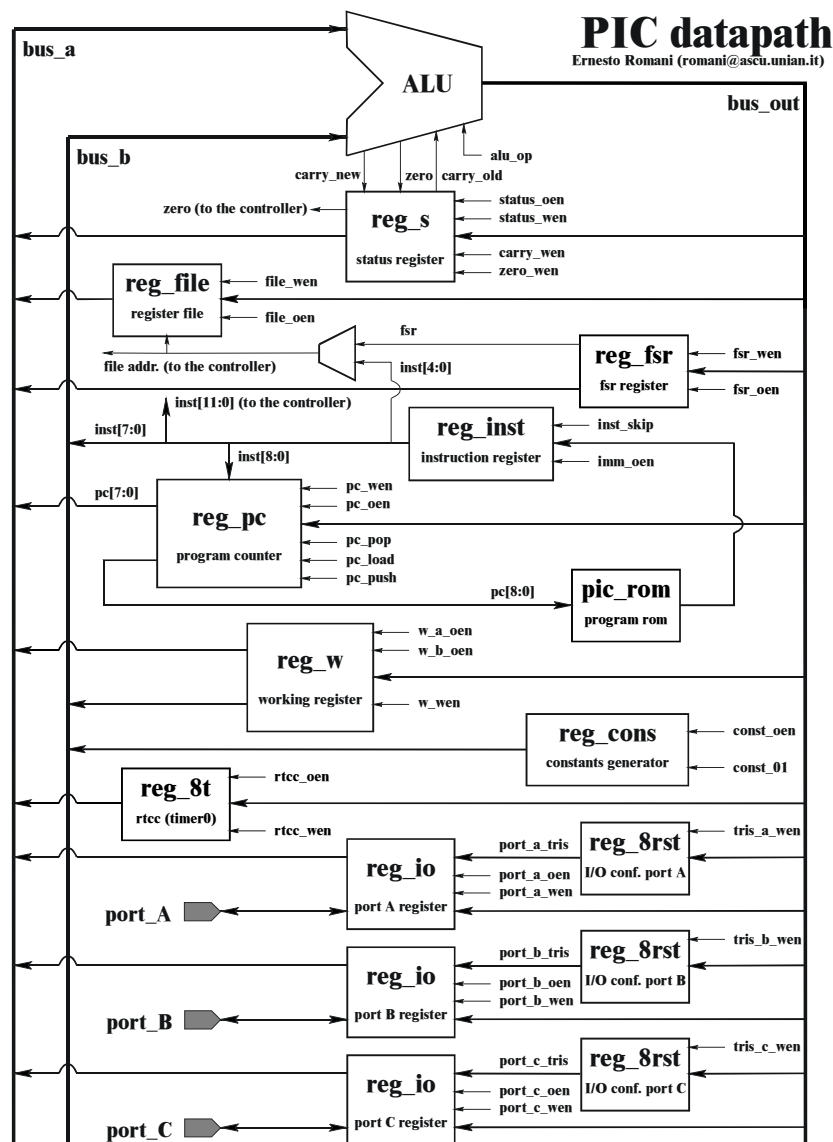 PIC datapath
Ernesto Romani (romani@ascu.unian.it)
bus_a
ALU
bus_out
bus_b
alu_op
carry_new
zero
carry_old
zero (to the controller)
reg_s
status register
status_oen
status_wen
carry_wen
zero_wen
reg_file
register file
file_wen
file_oen
fsr
file addr. (to the controller)
inst[4:0]
reg_fsr
fsr register
fsr_wen
fsr_oen
inst[11:0] (to the controller)
inst[7:0]
inst[8:0]
reg_inst
instruction register
inst_skip
imm_oen
pc[7:0]
reg_pc
program counter
pc_wen
pc_oen
pc_pop
pc_load
pc_push
pc[8:0]
pic_rom
program rom
reg_w
working register
w_a_oen
w_b_oen
w_wen
reg_cons
constants generator
const_oen
const_01
reg_8t
rtcc (timer0)
rtcc_oen
rtcc_wen
reg_io
port A register
port_a_tris
port_a_oen
port_a_wen
reg_8rst
I/O conf. port A
tris_a_wen
port_A
reg_io
port B register
port_b_tris
port_b_oen
port_b_wen
reg_8rst
I/O conf. port B
tris_b_wen
port_B
reg_io
port C register
port_c_tris
port_c_oen
port_c_wen
reg_8rst
I/O conf. port C
tris_c_wen
port_C